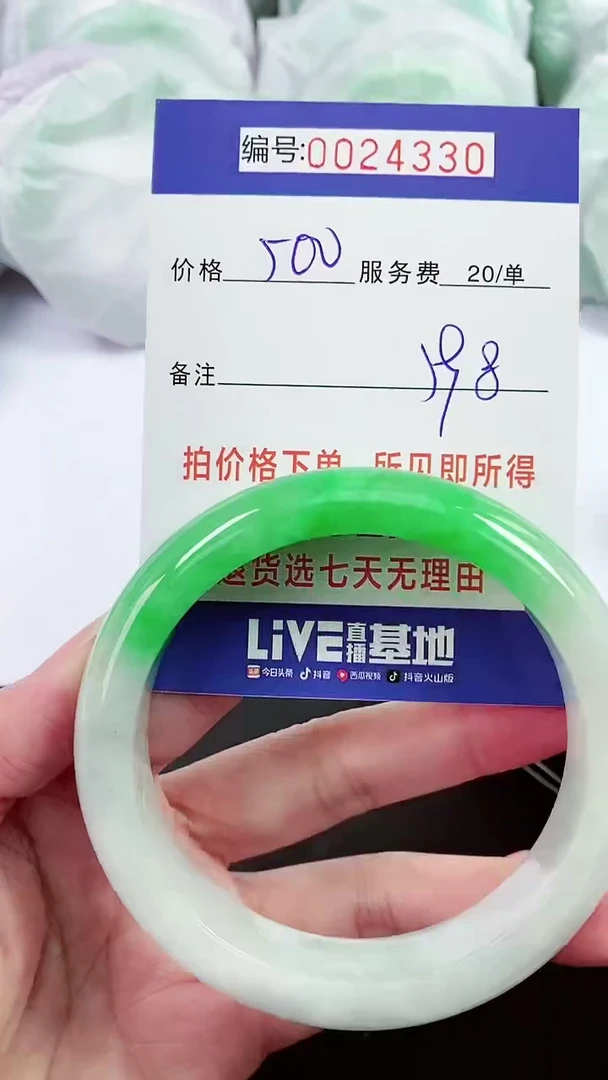 编号:0024330
价格 500 服务费 20/单
备注
拍价格下单 所见即所得
退货选七天无理由
LiVE直播基地
今日头条 抖音 西瓜视频 抖音火山版